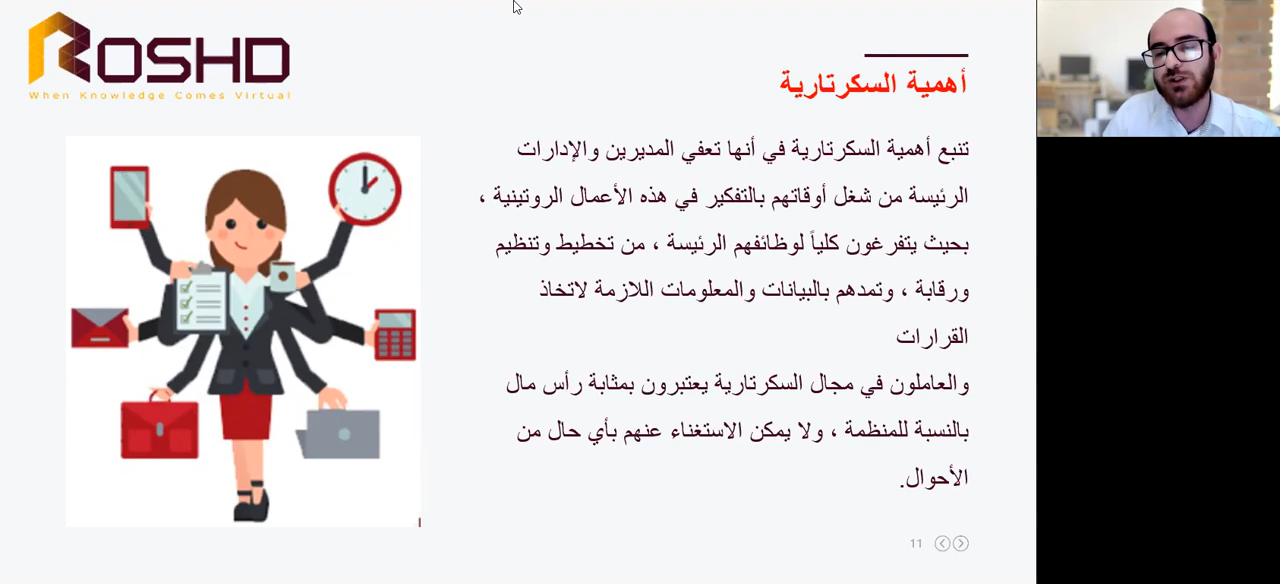 ROSHD
When Knowledge Comes Virtual
أهمية السكرتارية
تنبع أهمية السكرتارية في أنها تعفي المديرين والإدارات
الرئيسة من شغل أوقاتهم بالتفكير في هذه الأعمال الروتينية ،
بحيث يتفرغون كلياً لوظائفهم الرئيسة ، من تخطيط وتنظيم
ورقابة ، وتمدهم بالبيانات والمعلومات اللازمة لاتخاذ
القرارات
والعاملون في مجال السكرتارية يعتبرون بمثابة رأس مال
بالنسبة للمنظمة ، ولا يمكن الاستغناء عنهم بأي حال من
الأحوال.
11